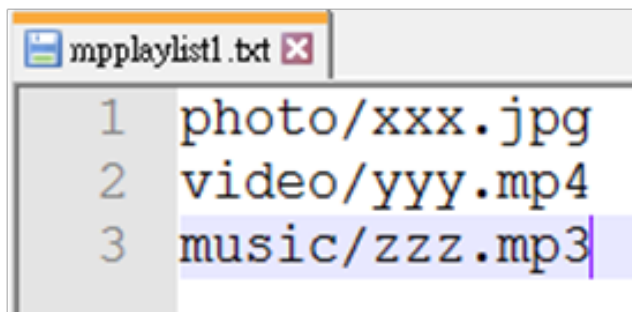 mpplaylist1.txt
1 photo/xxx.jpg
2 video/yyy.mp4
3 music/zzz.mp3